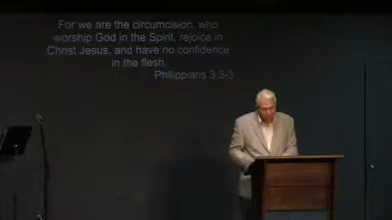 For we are the circumcision, who
worship God in the Spirit, rejoice in
Christ Jesus, and have no confidence
in the flesh.
Philippians 3:3-3